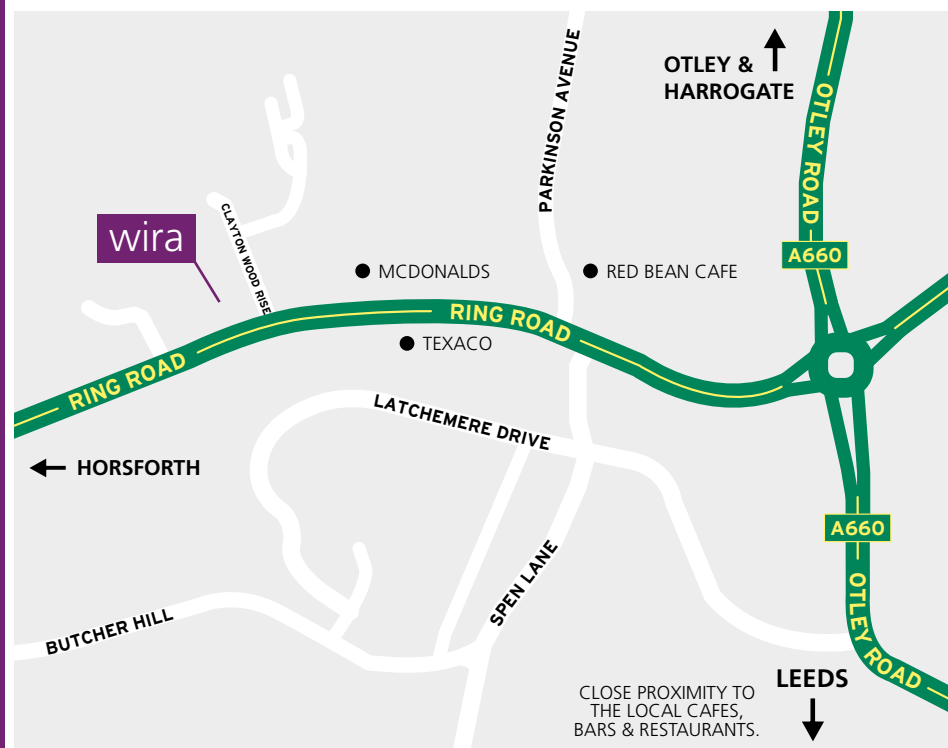 OTLEY &
HARROGATE
PARKINSON AVENUE
OTLEY ROAD
CLAYTON WOOD RISE
wira
A660
MCDONALDS
RED BEAN CAFE
RING ROAD
TEXACO
RING ROAD
LATCHEMERE DRIVE
HORSFORTH
A660
SPEN LANE
BUTCHER HILL
OTLEY ROAD
LEEDS
CLOSE PROXIMITY TO
THE LOCAL CAFES,
BARS & RESTAURANTS.